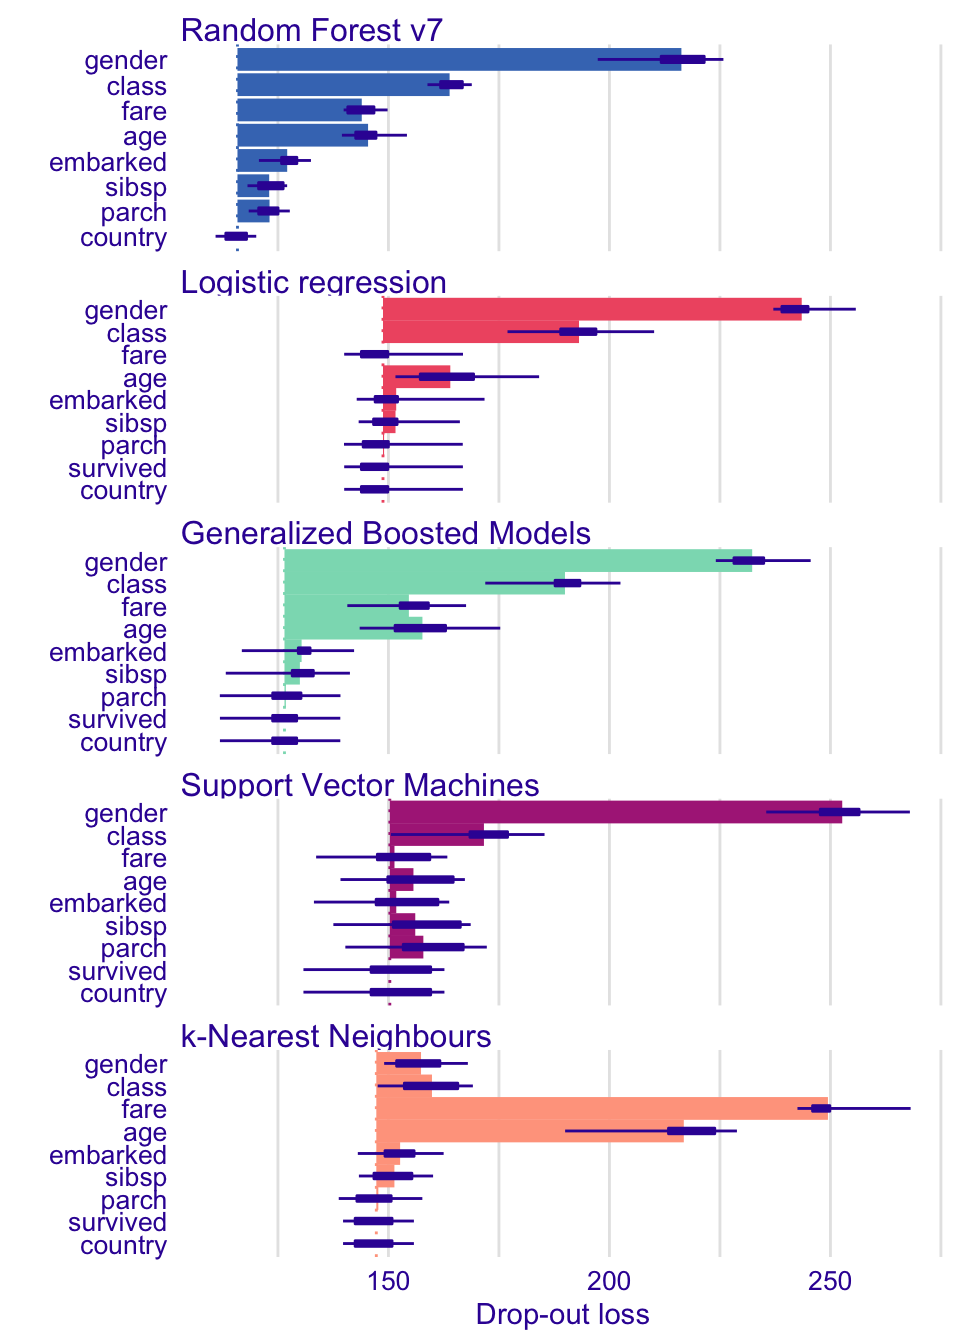 Random Forest v7
gender
class
fare
age
embarked
sibsp
parch
country
Logistic regression
gender
class
fare
age
embarked
sibsp
parch
survived
country
Generalized Boosted Models
gender
class
fare
age
embarked
sibsp
parch
survived
country
Support Vector Machines
gender
class
fare
age
embarked
sibsp
parch
survived
country
k-Nearest Neighbours
gender
class
fare
age
embarked
sibsp
parch
survived
country
150 200 250
Drop-out loss